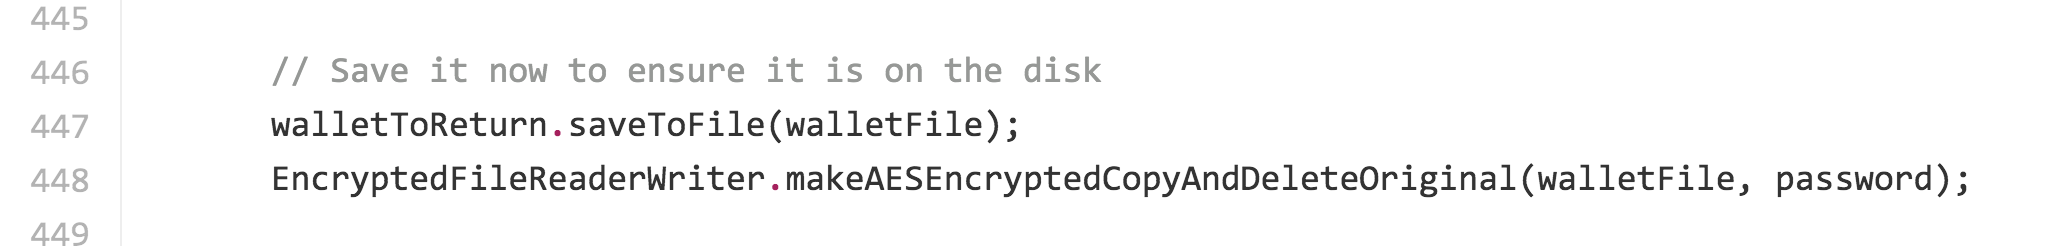 445
446 // Save it now to ensure it is on the disk
447 walletToReturn.saveToFile(walletFile);
448 EncryptedFileReaderWriter.makeAESEncryptedCopyAndDeleteOriginal(walletFile, password);
449